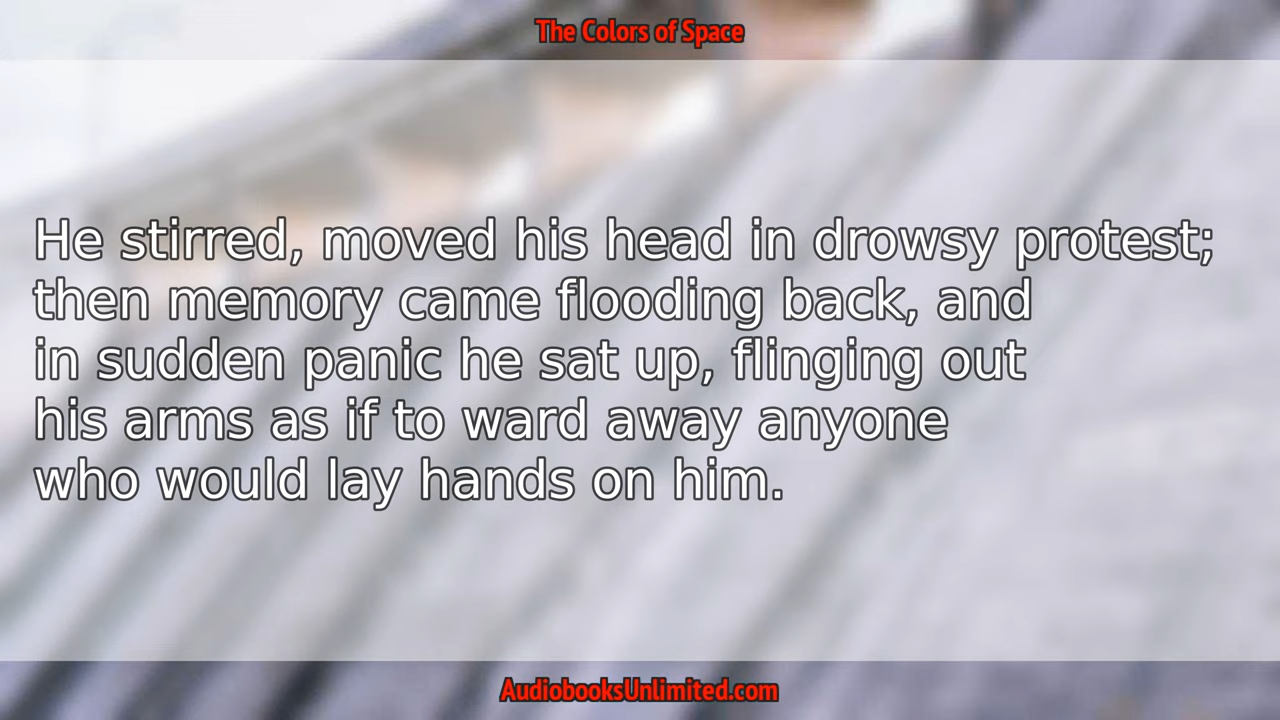 The Colors of Space
He stirred, moved his head in drowsy protest;
then memory came flooding back, and
in sudden panic he sat up, flinging out
his arms as if to ward away anyone
who would lay hands on him.
AudiobooksUnlimited.com